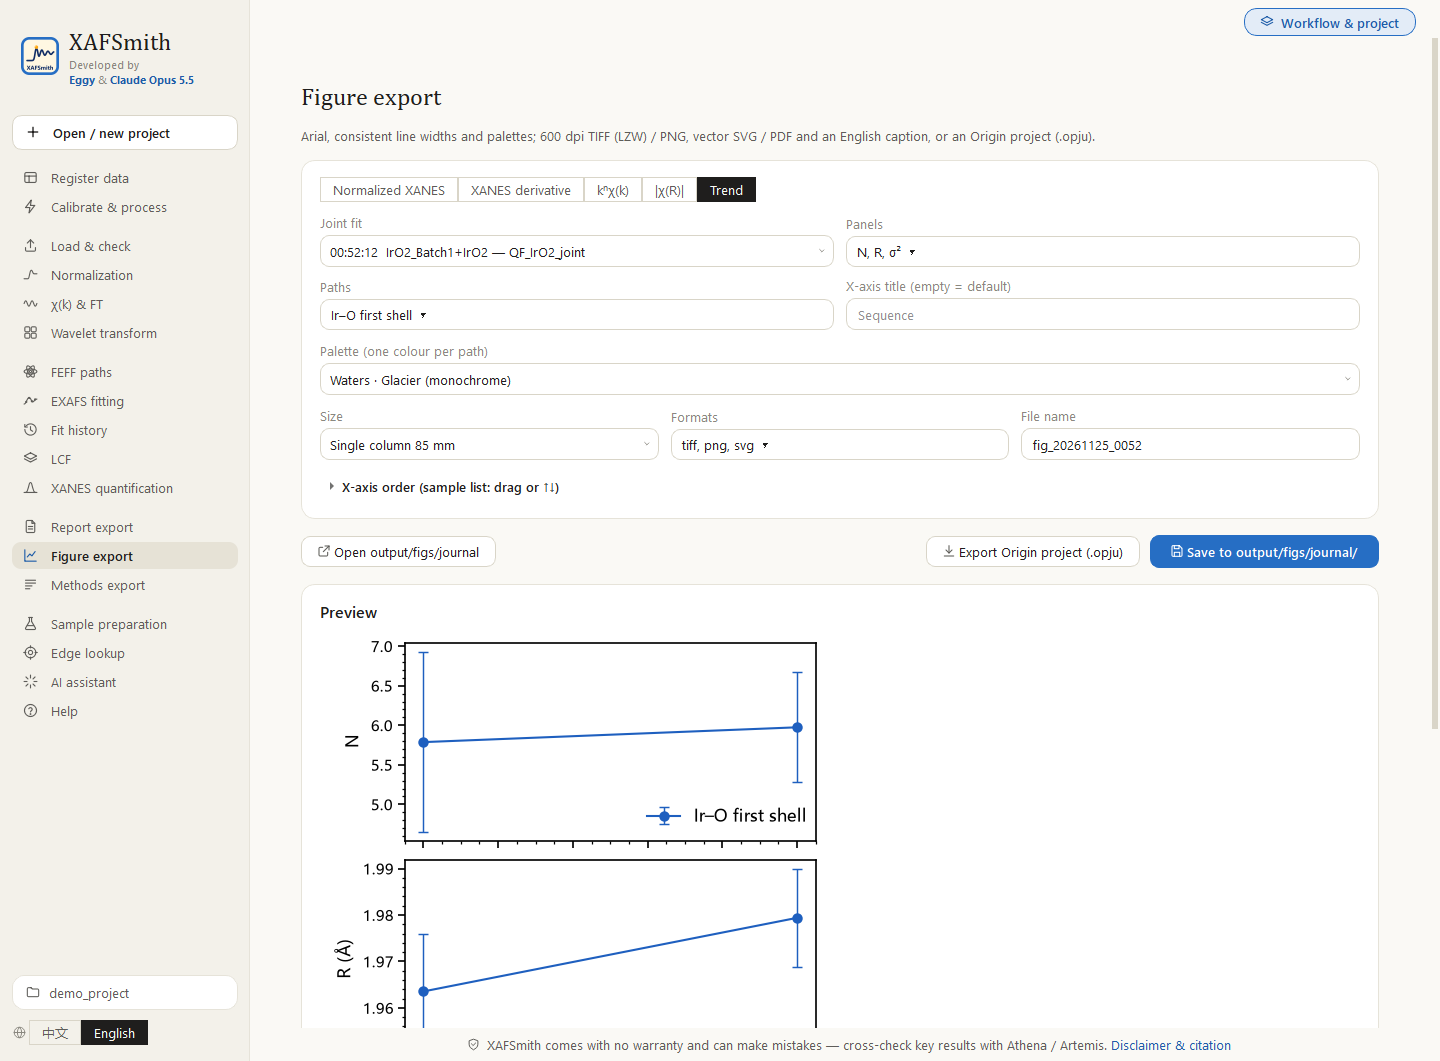 XAFSmith
Developed by
Eggy & Claude Opus 5.5
XAFSmith
Open / new project
Register data
Calibrate & process
Load & check
Normalization
χ(k) & FT
Wavelet transform
FEFF paths
EXAFS fitting
Fit history
LCF
XANES quantification
Report export
Figure export
Methods export
Sample preparation
Edge lookup
AI assistant
Help
demo_project
中文 English
Workflow & project
Figure export
Arial, consistent line widths and palettes; 600 dpi TIFF (LZW) / PNG, vector SVG / PDF and an English caption, or an Origin project (.opju).
Normalized XANES XANES derivative kⁿχ(k) |χ(R)| Trend
Joint fit
00:52:12 IrO2_Batch1+IrO2 — QF_IrO2_joint
Panels
N, R, σ²
Paths
Ir–O first shell
X-axis title (empty = default)
Sequence
Palette (one colour per path)
Waters · Glacier (monochrome)
Size
Single column 85 mm
Formats
tiff, png, svg
File name
fig_20261125_0052
X-axis order (sample list: drag or ↑↓)
Open output/figs/journal
Export Origin project (.opju)
Save to output/figs/journal/
Preview
7.0
6.5
6.0
5.5
5.0
N
Ir–O first shell
1.99
1.98
1.97
1.96
R (Å)
XAFSmith comes with no warranty and can make mistakes — cross-check key results with Athena / Artemis. Disclaimer & citation